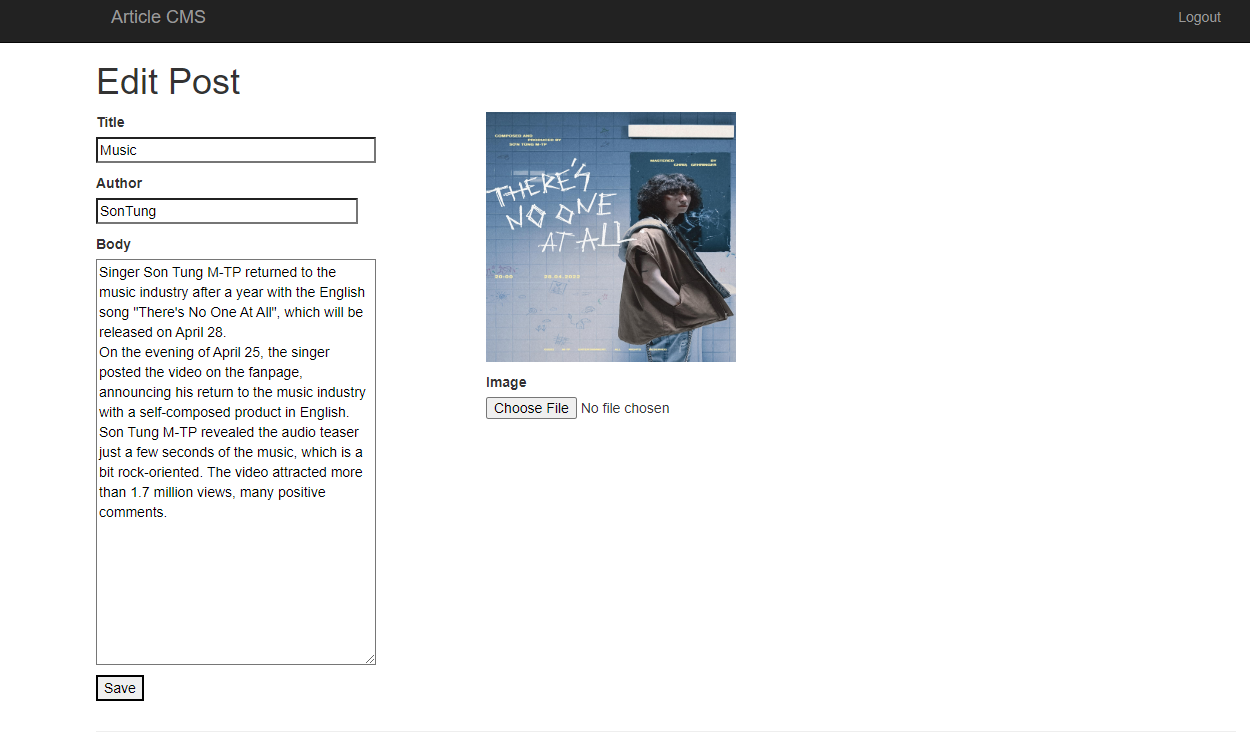 Article CMS
Logout
Edit Post
Title
Music
Author
SonTung
Body
Singer Son Tung M-TP returned to the
music industry after a year with the English
song "There's No One At All", which will be
released on April 28.
On the evening of April 25, the singer
posted the video on the fanpage,
announcing his return to the music industry
with a self-composed product in English.
Son Tung M-TP revealed the audio teaser
just a few seconds of the music, which is a
bit rock-oriented. The video attracted more
than 1.7 million views, many positive
comments.
Save
COMPOSED AND
PRODUCED BY
SON TUNG M-TP
MASTERED BY
CHRIS GEHRINGER
THERE'S
NO ONE
AT ALL
Image
Choose File No file chosen